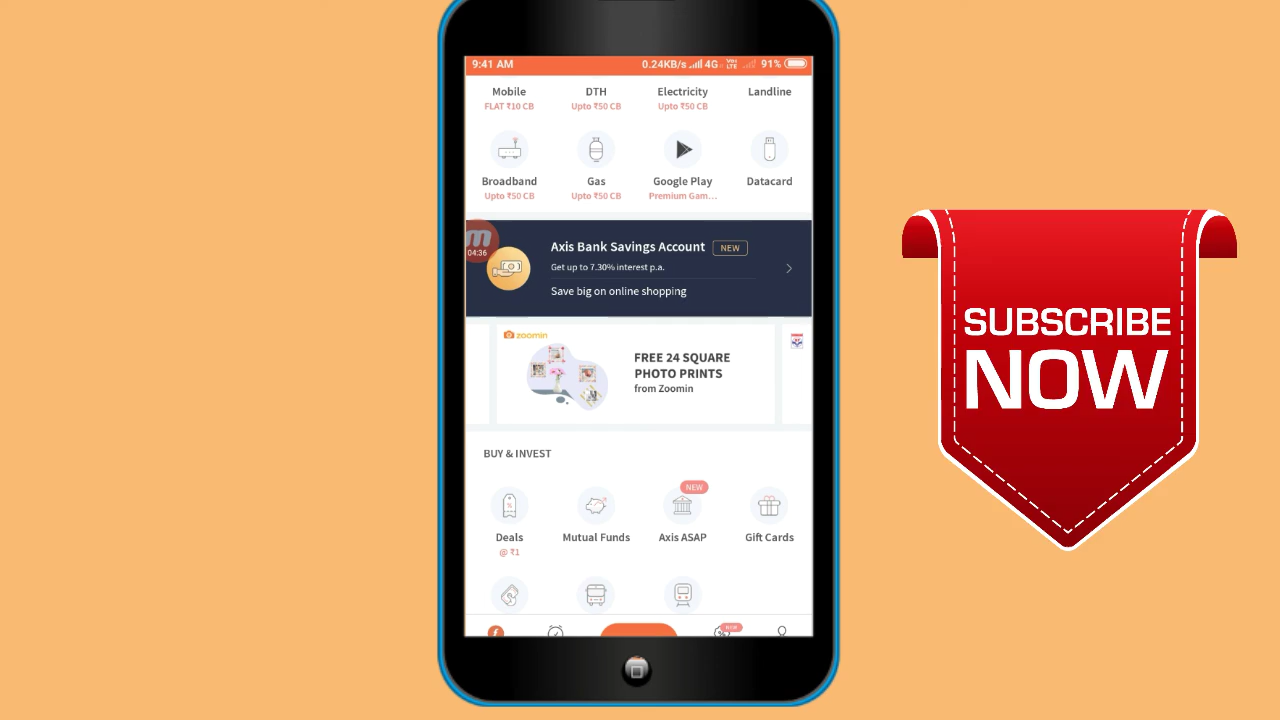 9:41 AM 0.24KB/s 4G VoLTE 91%
Mobile DTH Electricity Landline
FLAT ₹10 CB Upto ₹50 CB Upto ₹50 CB
Broadband Gas Google Play Datacard
Upto ₹50 CB Upto ₹50 CB Premium Gam...
04:36
Axis Bank Savings Account NEW
Get up to 7.30% interest p.a.
Save big on online shopping
zoomin
FREE 24 SQUARE
PHOTO PRINTS
from Zoomin
BUY & INVEST
NEW
Deals Mutual Funds Axis ASAP Gift Cards
@ ₹1
NEW
SUBSCRIBE
NOW